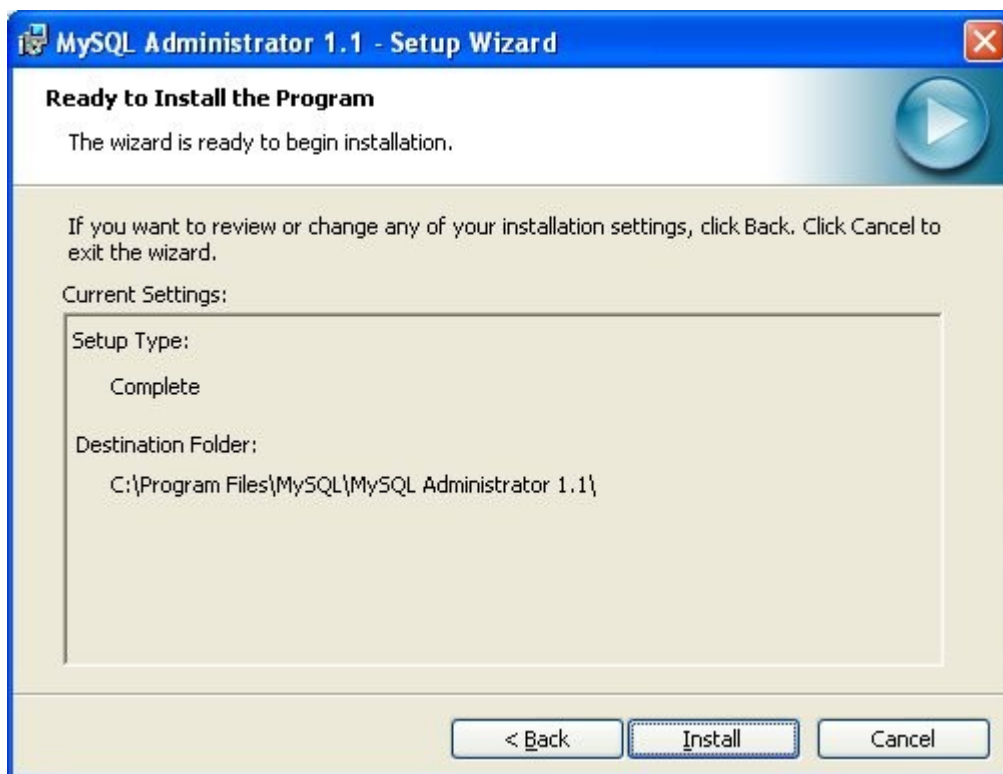 MySQL Administrator 1.1 - Setup Wizard
Ready to Install the Program
The wizard is ready to begin installation.
If you want to review or change any of your installation settings, click Back. Click Cancel to
exit the wizard.
Current Settings:
Setup Type:
Complete
Destination Folder:
C:\Program Files\MySQL\MySQL Administrator 1.1\
< Back
Install
Cancel